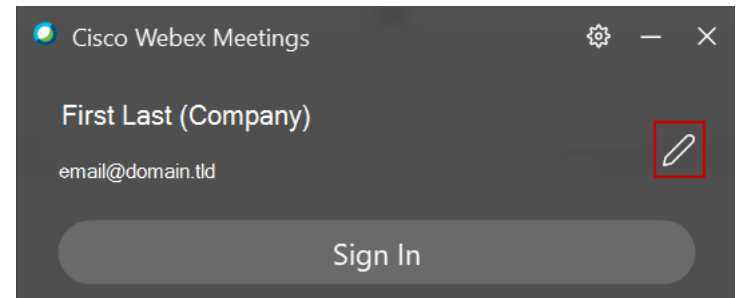 Cisco Webex Meetings
First Last (Company)
email@domain.tld
Sign In